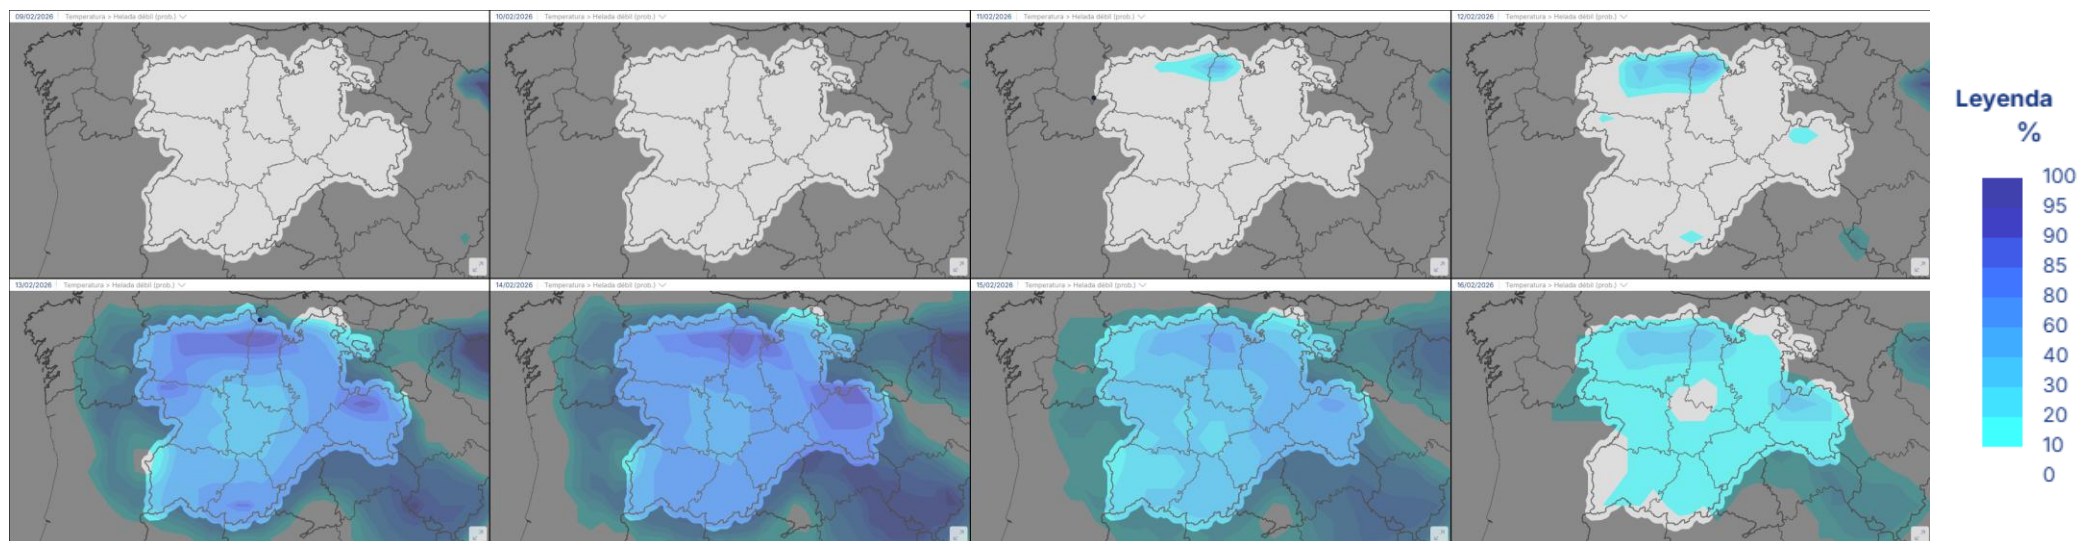 09/02/2026 | Temperatura > Helada débil (prob.)
10/02/2026 | Temperatura > Helada débil (prob.)
11/02/2026 | Temperatura > Helada débil (prob.)
12/02/2026 | Temperatura > Helada débil (prob.)
13/02/2026 | Temperatura > Helada débil (prob.)
14/02/2026 | Temperatura > Helada débil (prob.)
15/02/2026 | Temperatura > Helada débil (prob.)
16/02/2026 | Temperatura > Helada débil (prob.)
Leyenda
%
100
95
90
85
80
60
40
30
20
10
0